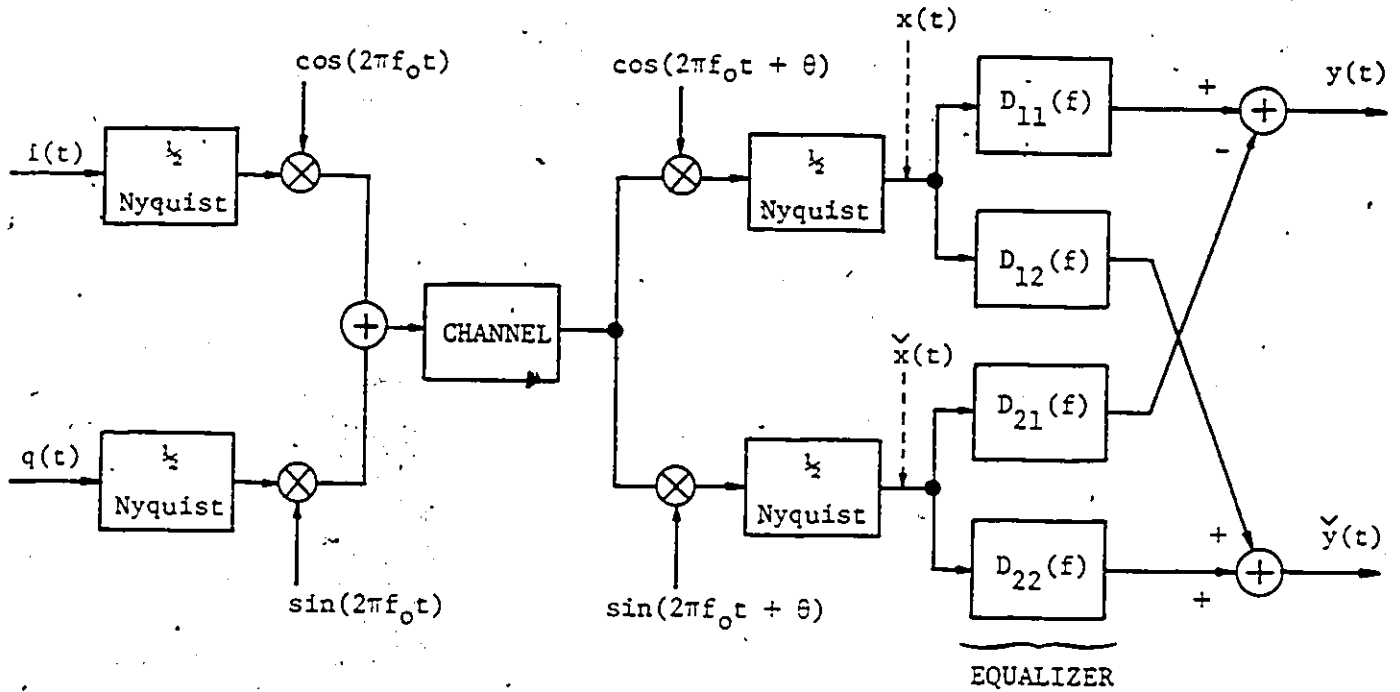 x(t)
cos(2πf₀t)
cos(2πf₀t + θ)
y(t)
i(t)
½
Nyquist
½
Nyquist
D₁₁(f)
+
+
-
D₁₂(f)
+
CHANNEL
x̌(t)
D₂₁(f)
q(t)
½
Nyquist
½
Nyquist
D₂₂(f)
+
+
+
y̌(t)
sin(2πf₀t)
sin(2πf₀t + θ)
EQUALIZER